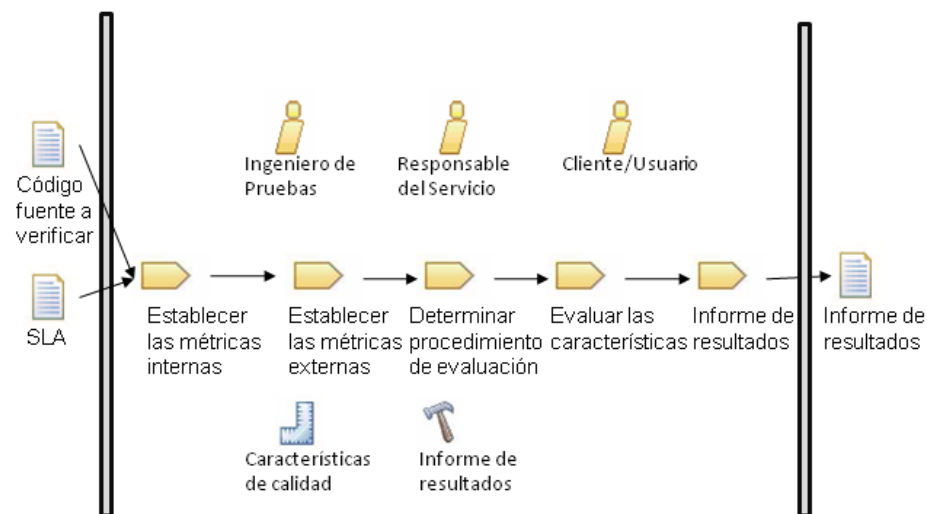 Ingeniero de
Pruebas
Responsable
del Servicio
Cliente/Usuario
Código
fuente a
verificar
SLA
Establecer
las métricas
internas
Establecer
las métricas
externas
Determinar
procedimiento
de evaluación
Evaluar las
características
Informe de
resultados
Informe de
resultados
Características
de calidad
Informe de
resultados